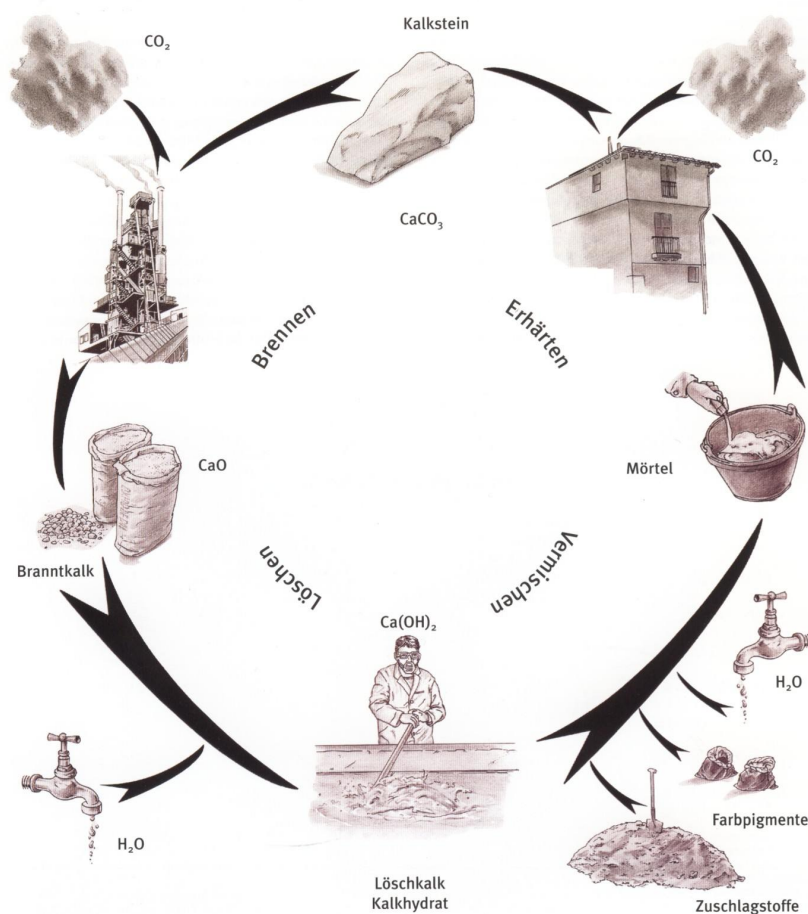 Kalkstein
CO₂
CO₂
CaCO₃
Brennen
Erhärten
CaO
Mörtel
Branntkalk
Löschen
Vermischen
Ca(OH)₂
H₂O
H₂O
Farbpigmente
Löschkalk
Kalkhydrat
Zuschlagstoffe